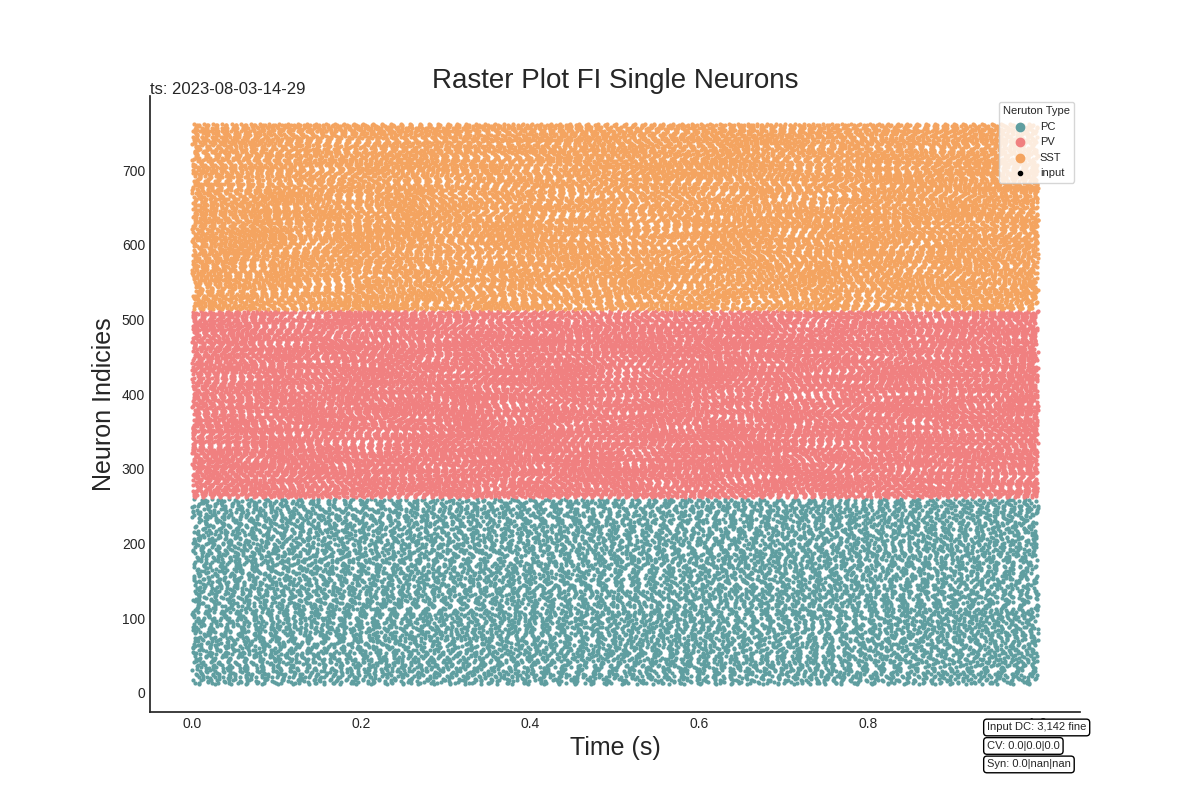 Raster Plot FI Single Neurons
ts: 2023-08-03-14-29
Neruton Type
PC
PV
SST
input
Neuron Indicies
700
600
500
400
300
200
100
0
0.0 0.2 0.4 0.6 0.8
Time (s)
Input DC: 3,142 fine
CV: 0.0|0.0|0.0
Syn: 0.0|nan|nan